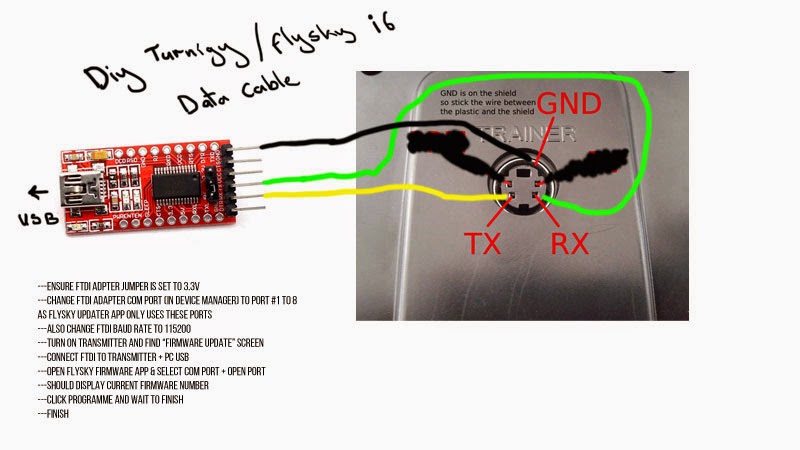 Diy Turnigy/flysky i6
Data Cable
GND is on the shield
so stick the wire between
the plastic and the shield
GND
TRAINER
USB
TX
RX
---ENSURE FTDI ADPTER JUMPER IS SET TO 3.3V
---CHANGE FTDI ADAPTER COM PORT (IN DEVICE MANAGER) TO PORT #1 TO 8
AS FLYSKY UPDATER APP ONLY USES THESE PORTS
---ALSO CHANGE FTDI BAUD RATE TO 115200
---TURN ON TRANSMITTER AND FIND “FIRMWARE UPDATE” SCREEN
---CONNECT FTDI TO TRANSMITTER + PC USB
---OPEN FLYSKY FIRMWARE APP & SELECT COM PORT + OPEN PORT
---SHOULD DISPLAY CURRENT FIRMWARE NUMBER
---CLICK PROGRAMME AND WAIT TO FINISH
---FINISH